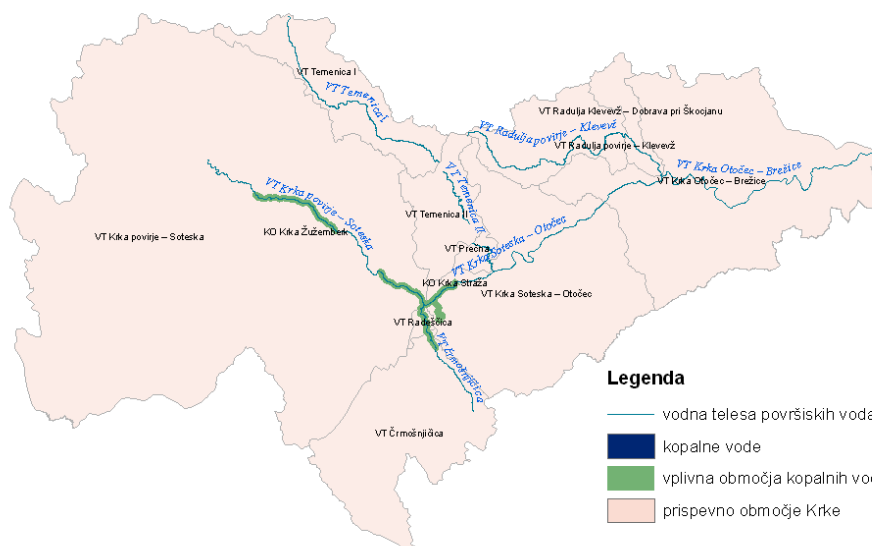 VT Temenica I
VT Temenica I
VT Radulja Klevevž – Dobrava pri Škocjanu
VT Radulja povirje – Klevevž
VT Radulja povirje – Klevevž
VT Krka Otočec – Brežice
VT Krka Otočec – Brežice
VT Krka povirje – Soteska
VT Temenica II
VT Temenica II
VT Krka povirje – Soteska
KO Krka Žužemberk
VT Prečna
VT Krka Soteska – Otočec
KO Krka Straža
VT Krka Soteska – Otočec
VT Radeščica
VT Črmošnjičica
VT Črmošnjičica
Legenda
vodna telesa površiskih voda
kopalne vode
vplivna območja kopalnih vod
prispevno območje Krke